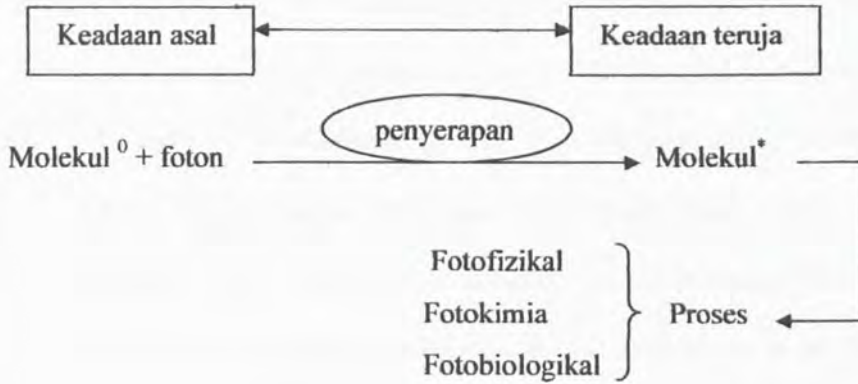 Keadaan asal Keadaan teruja
penyerapan
Molekul ⁰ + foton Molekul*
Fotofizikal
Fotokimia Proses
Fotobiologikal